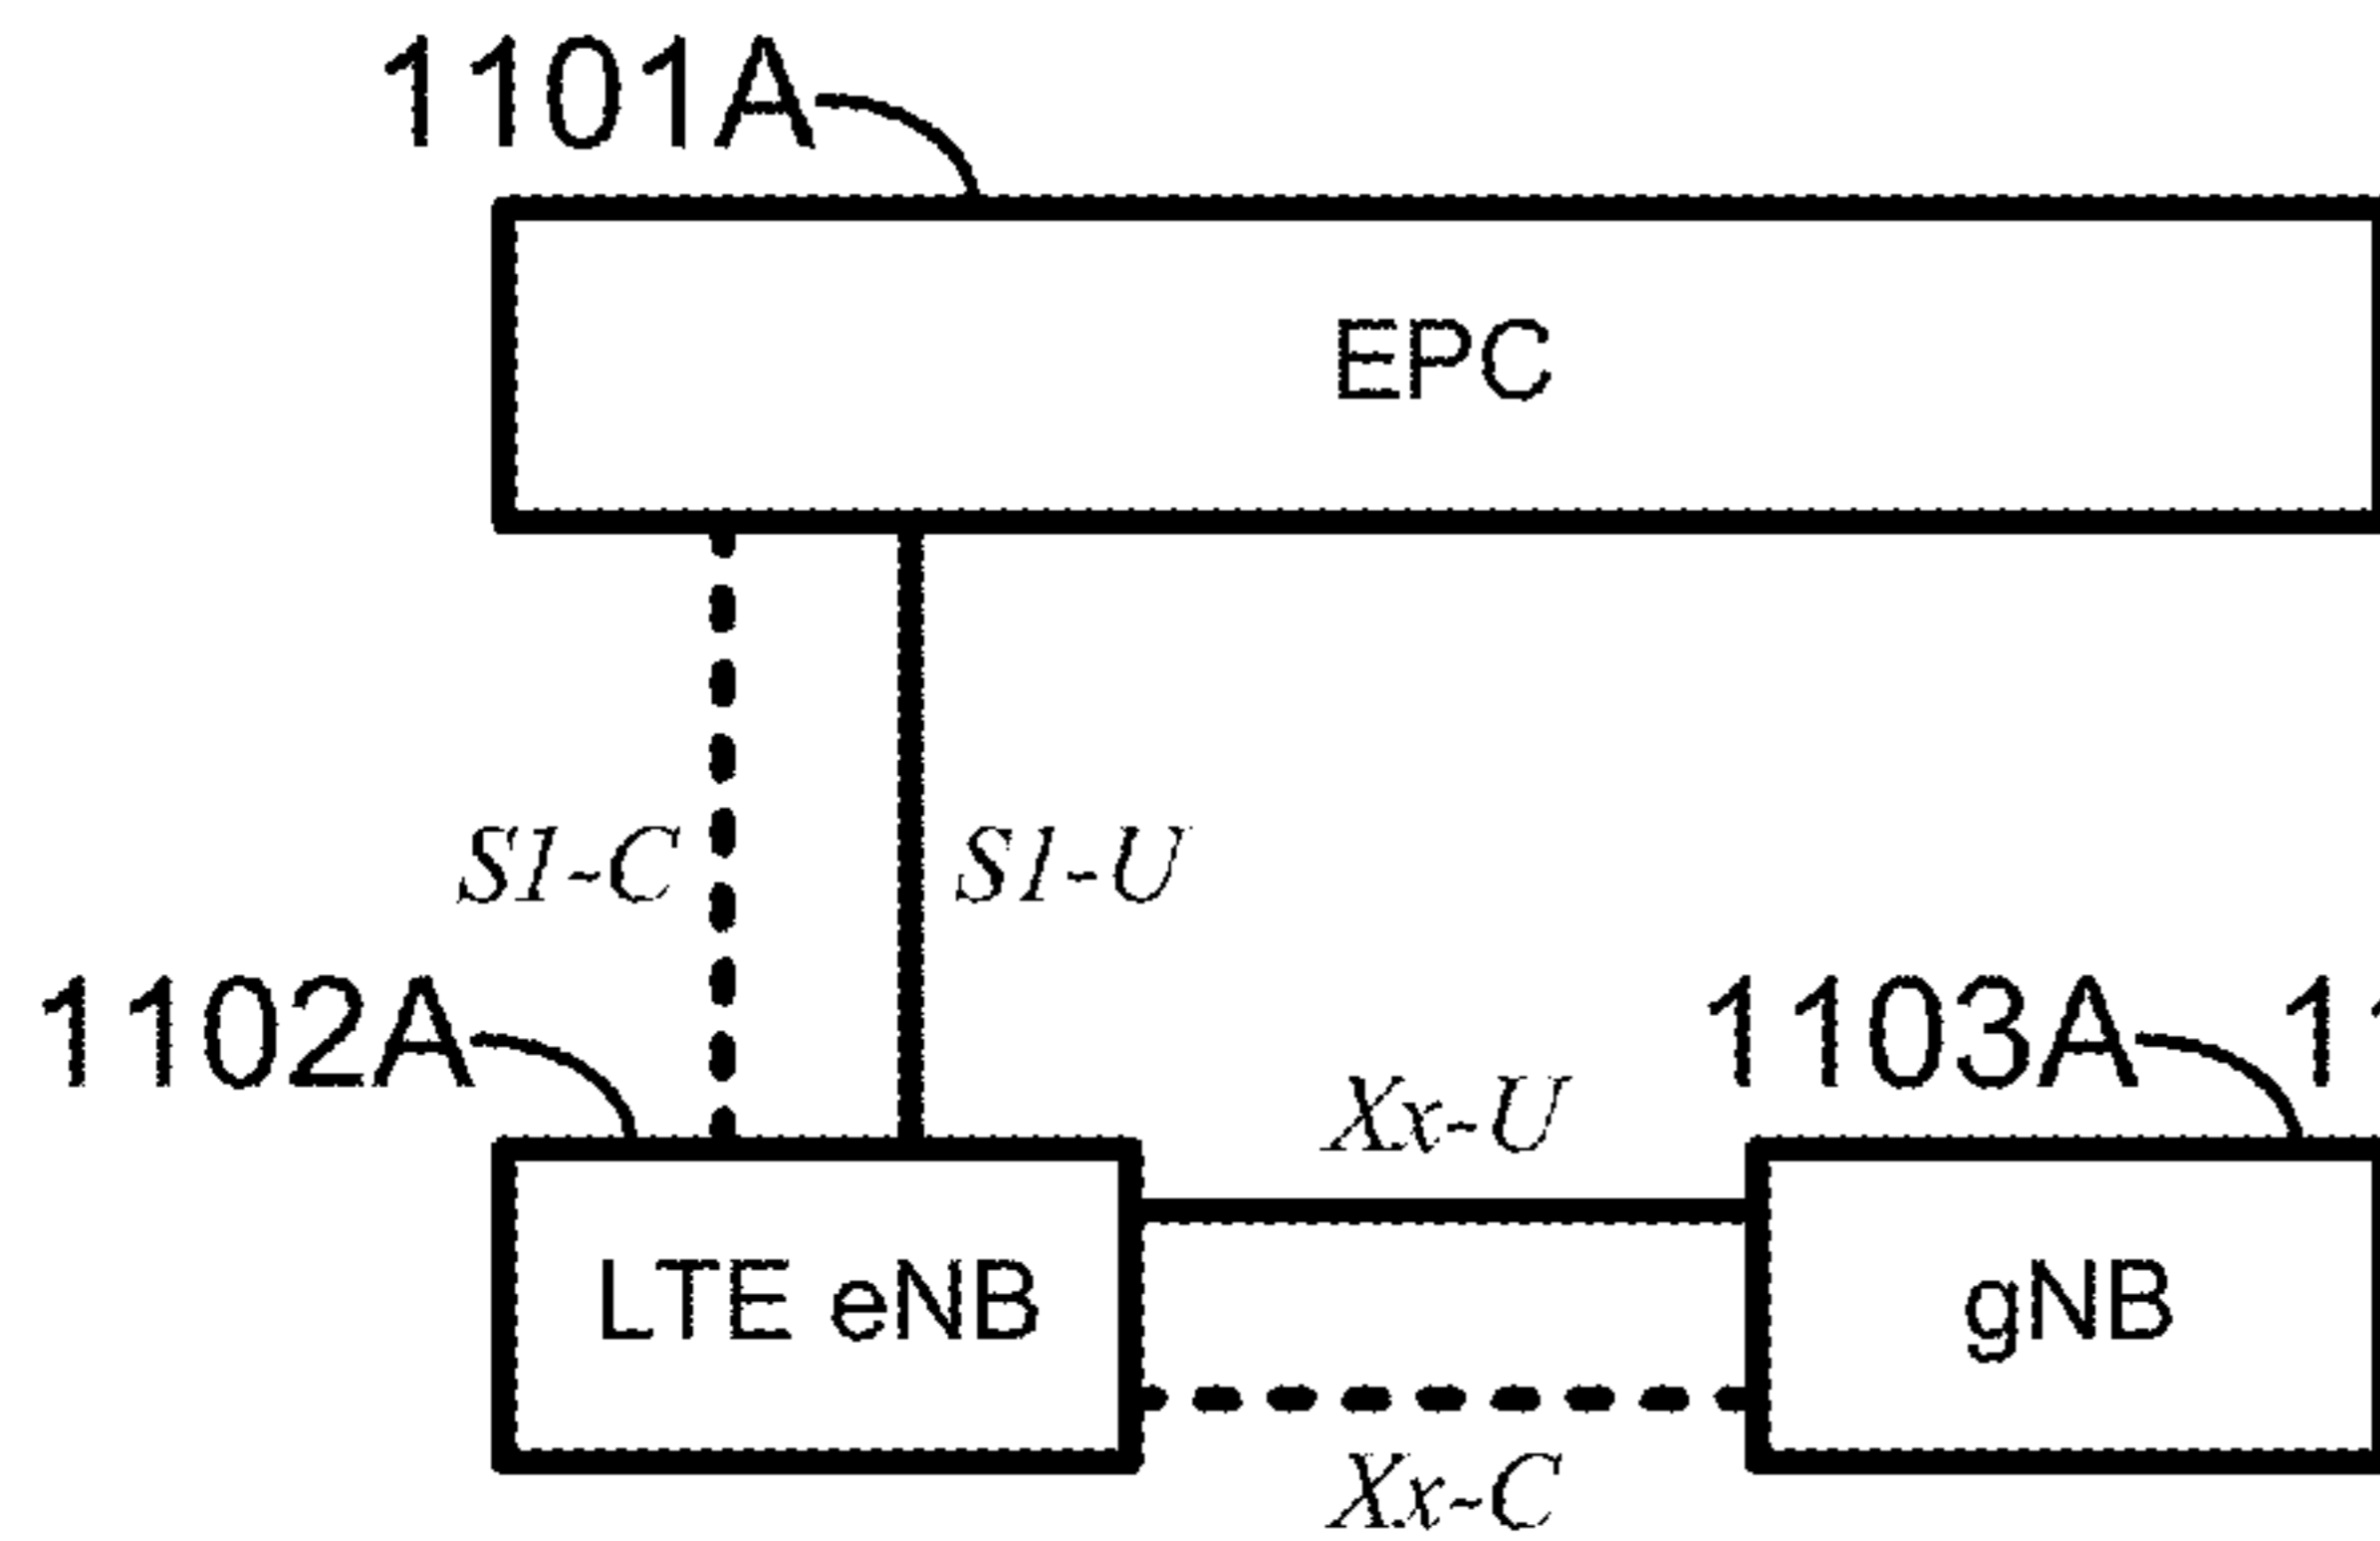 1101A
EPC
S1-C S1-U
1102A 1103A
Xx-U
LTE eNB gNB
Xx-C